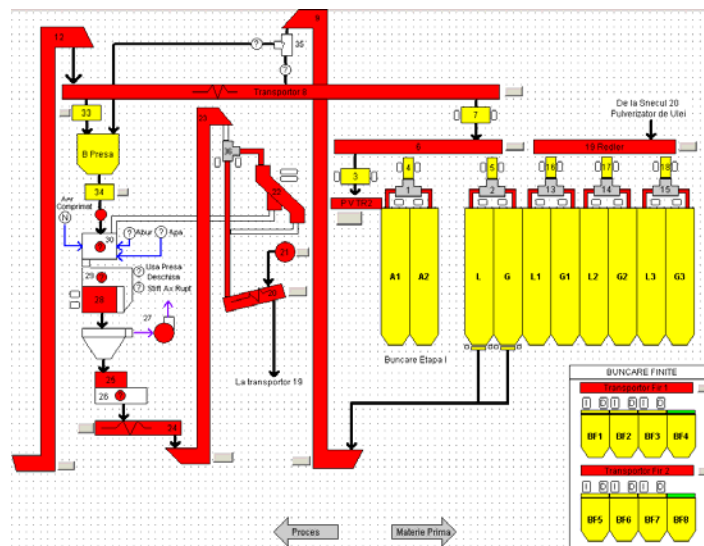 12
9
?
35
?
Transportor 8
33
7
De la Snecul 20
Pulverizator de Ulei
B Presa
36
6
19 Redler
3
4
5
16
17
18
34
P V TR2
1
2
13
14
15
22
Aer
Comprimat
N
30
?
? Abur
? Apa
A1
A2
L
G
L1
G1
L2
G2
L3
G3
29
?
? Usa Presa
Deschisa
? Stift Ax Rupt
21
28
20
27
Buncare Etapa I
La transportor 19
BUNCARE FINITE
25
26
?
Transportor Fir 1
I D I D I D
24
BF1
BF2
BF3
BF4
Transportor Fir 2
I D I D I D
BF5
BF6
BF7
BF8
Proces
Materie Prima